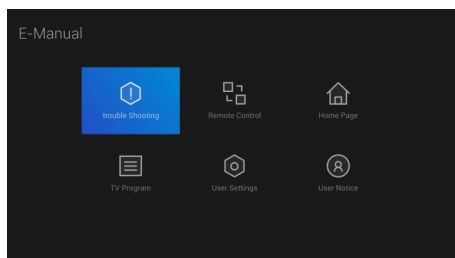 E-Manual
trouble Shooting
Remote Control
Home Page
TV Program
User Settings
User Notice